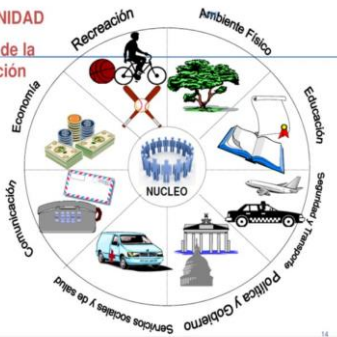 NIDAD
de la
ción
Recreación
Ambiente Físico
Educación
Seguridad y Transporte
Política y Gobierno
Servicios sociales y de salud
Comunicación
Economía
NUCLEO
14